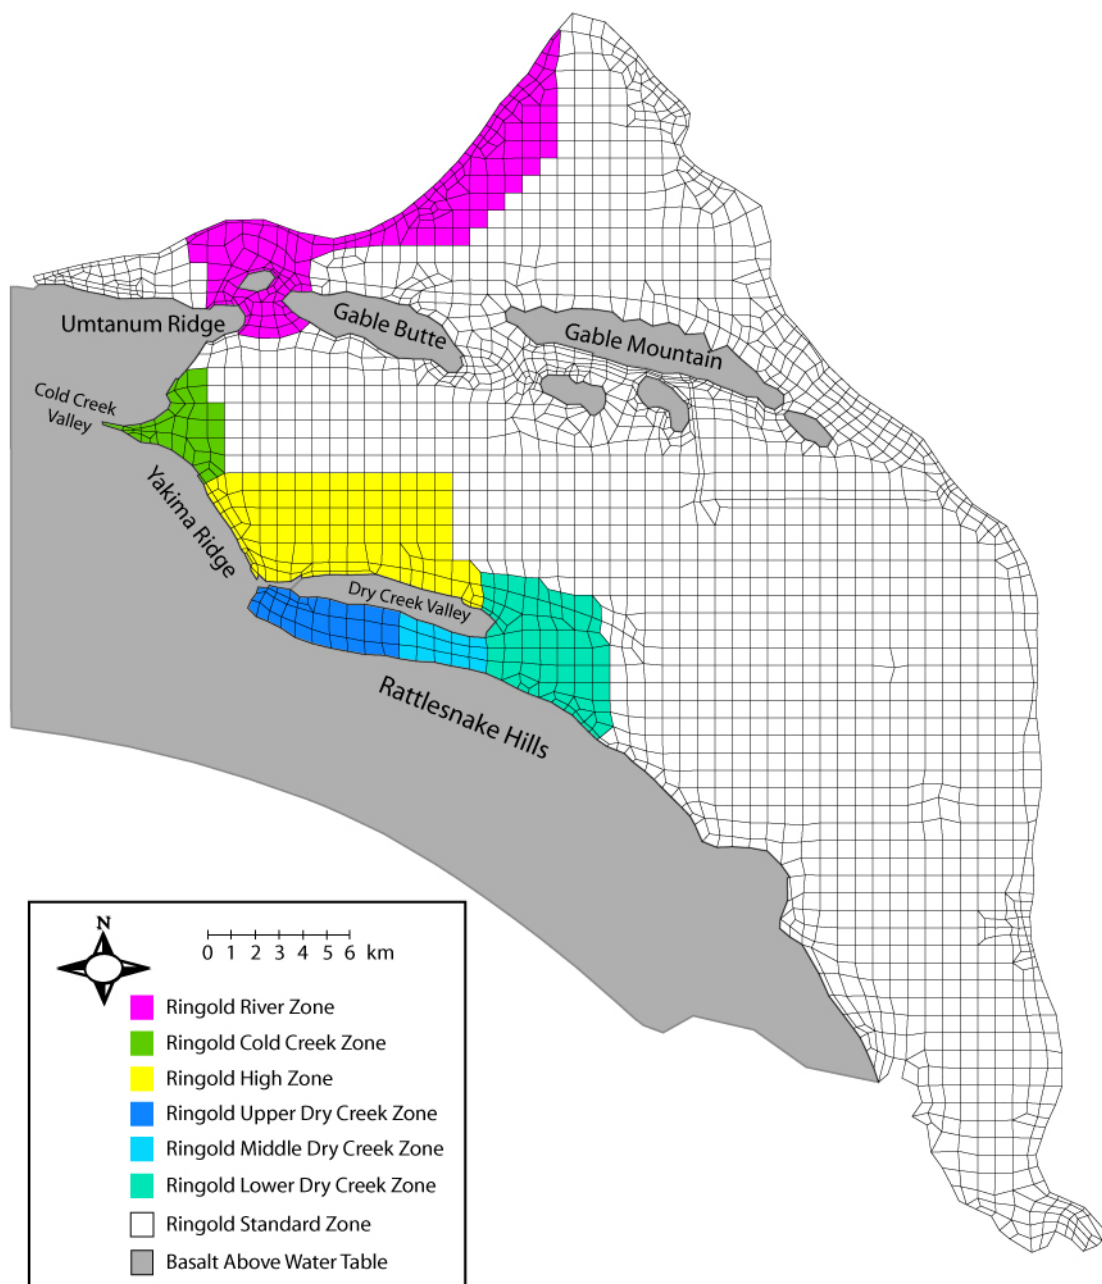 Umtanum Ridge
Gable Butte
Gable Mountain
Cold Creek
Valley
Yakima Ridge
Dry Creek Valley
Rattlesnake Hills
N
0 1 2 3 4 5 6 km
Ringold River Zone
Ringold Cold Creek Zone
Ringold High Zone
Ringold Upper Dry Creek Zone
Ringold Middle Dry Creek Zone
Ringold Lower Dry Creek Zone
Ringold Standard Zone
Basalt Above Water Table